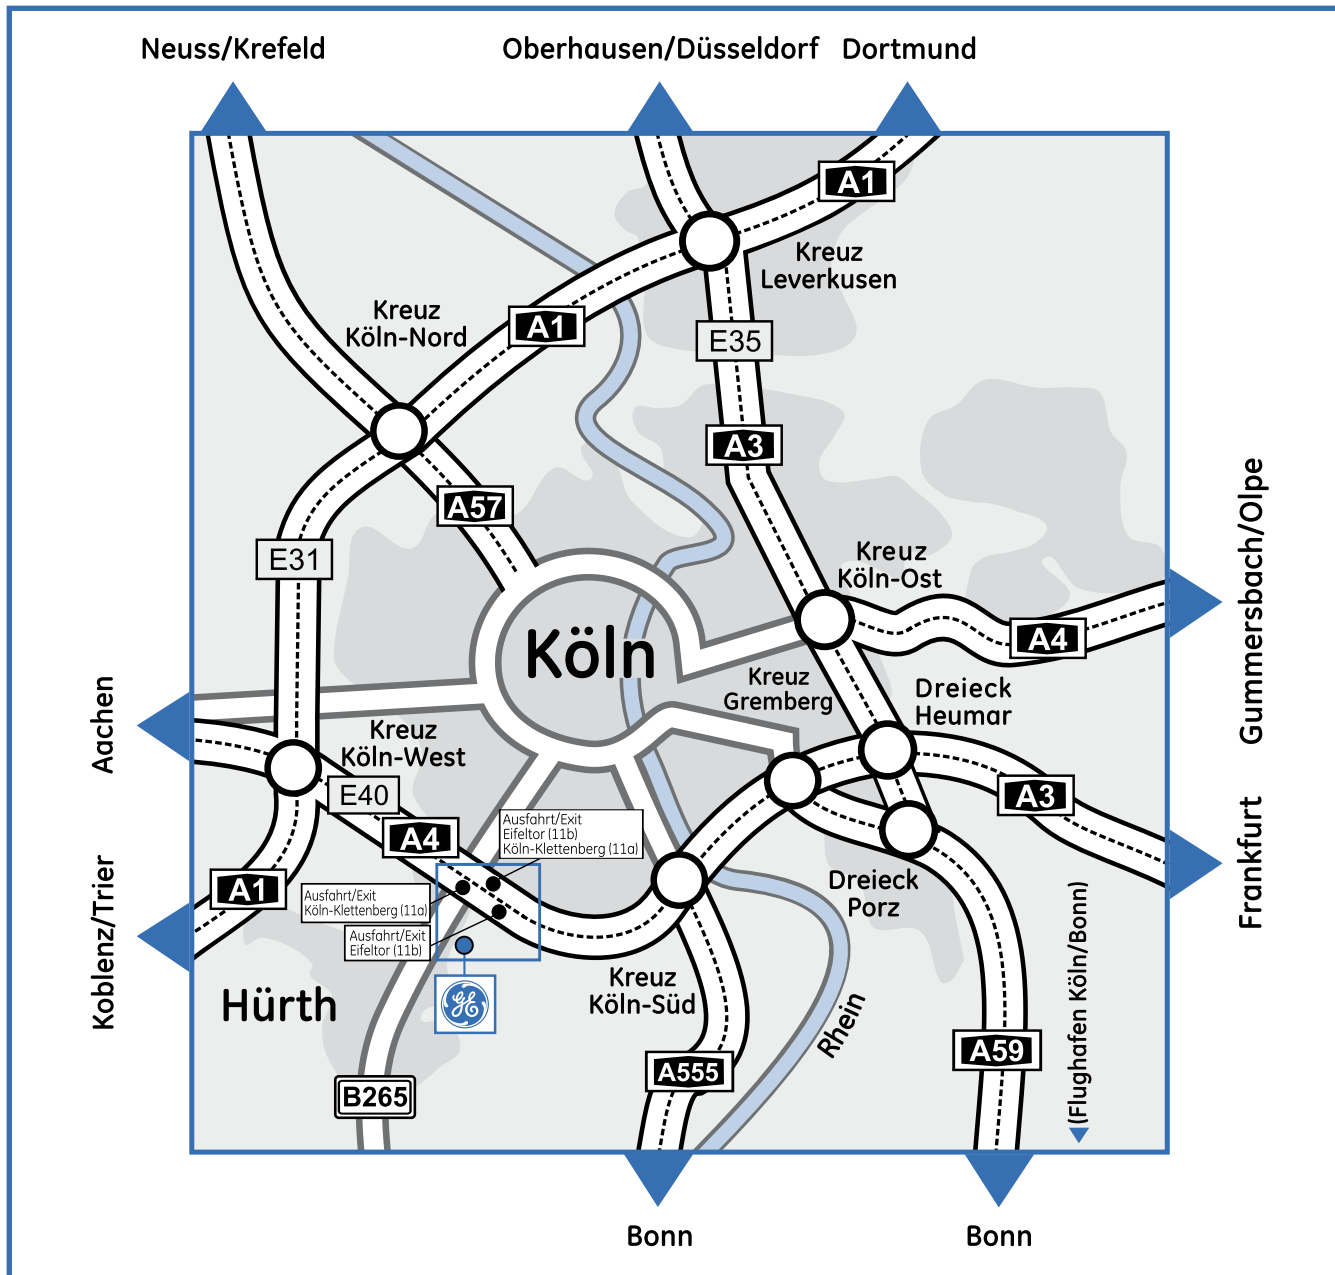 Neuss/Krefeld
Oberhausen/Düsseldorf
Dortmund
A1
Kreuz
Leverkusen
Kreuz
Köln-Nord
A1
E35
A3
A57
E31
Kreuz
Köln-Ost
Gummersbach/Olpe
A4
Köln
Kreuz
Gremberg
Dreieck
Heumar
Aachen
Kreuz
Köln-West
E40
A4
A3
Ausfahrt/Exit
Eifeltor (11b)
Köln-Klettenberg (11a)
Frankfurt
A1
Ausfahrt/Exit
Köln-Klettenberg (11a)
Dreieck
Porz
Koblenz/Trier
Ausfahrt/Exit
Eifeltor (11b)
Kreuz
Köln-Süd
Hürth
GE
Rhein
(Flughafen Köln/Bonn)
A59
A555
B265
Bonn
Bonn